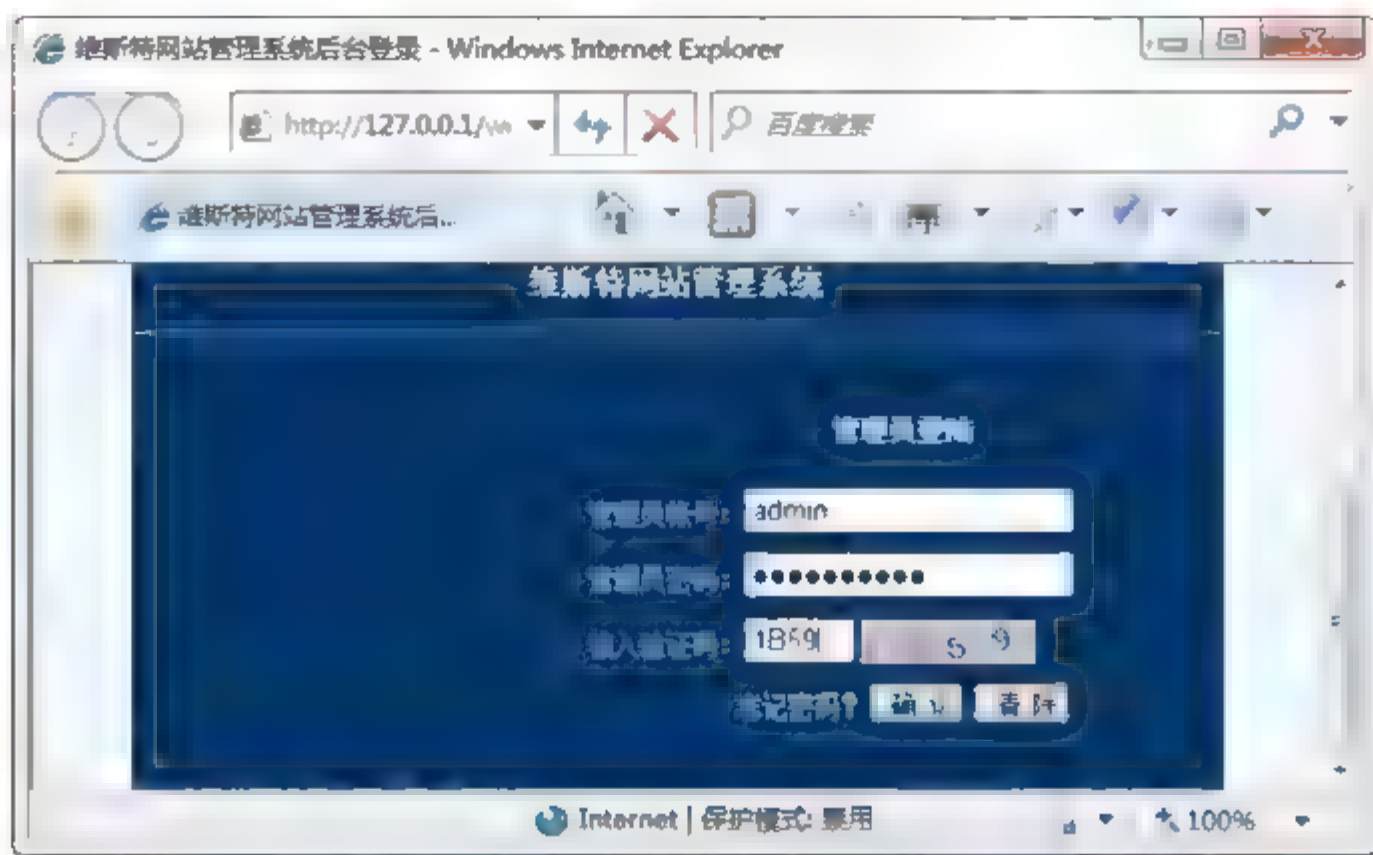 维斯特网站管理系统后台登录 - Windows Internet Explorer
http://127.0.0.1/w
百度搜索
维斯特网站管理系统后...
维斯特网站管理系统
管理员登陆
管理员帐号: admin
管理员密码: ●●●●●●●●●●
输入验证码:
忘记密码? 确认 清除
Internet | 保护模式: 禁用
100%